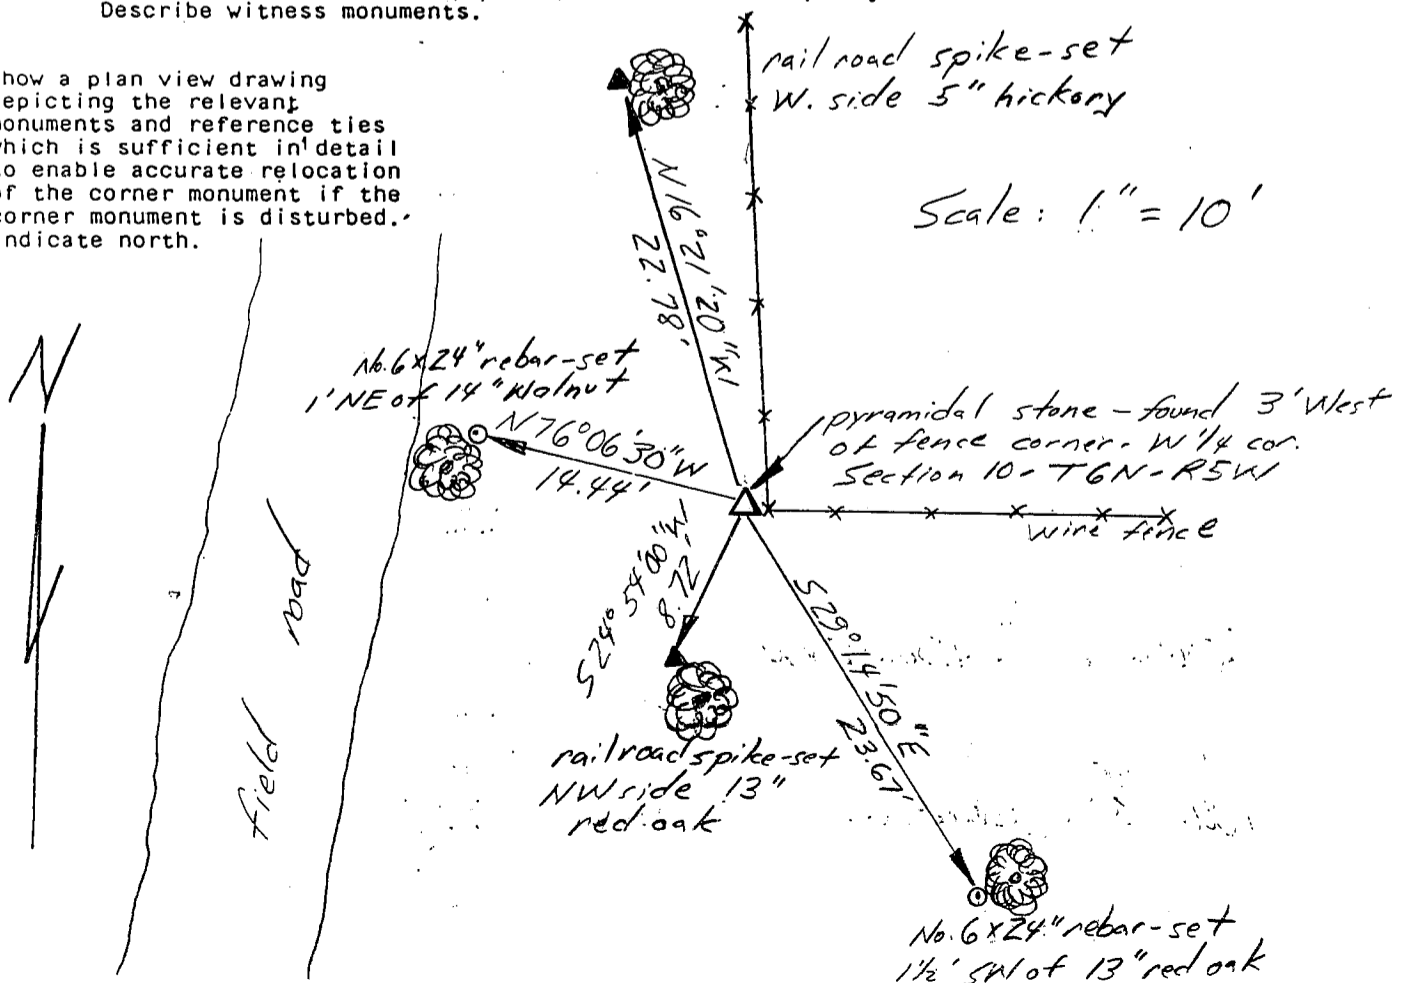 Describe witness monuments.
how a plan view drawing
epicting the relevant
onuments and reference ties
hich is sufficient in detail
o enable accurate relocation
f the corner monument if the
corner monument is disturbed.
ndicate north.
railroad spike-set
W. side 5" hickory
Scale: 1" = 10'
N16°21'20"W
22.78'
No. 6x24" rebar-set
1' NE of 14" Walnut
N76°06'30"W
14.44'
pyramidal stone - found 3' West
of fence corner. W 1/4 cor.
Section 10-T6N-R5W
wire fence
N
S24°54'00"W
8.72'
S29°14'50"E
23.67'
field road
railroad spike-set
NW side 13"
red oak
No. 6x24" rebar-set
1½' SW of 13" red oak